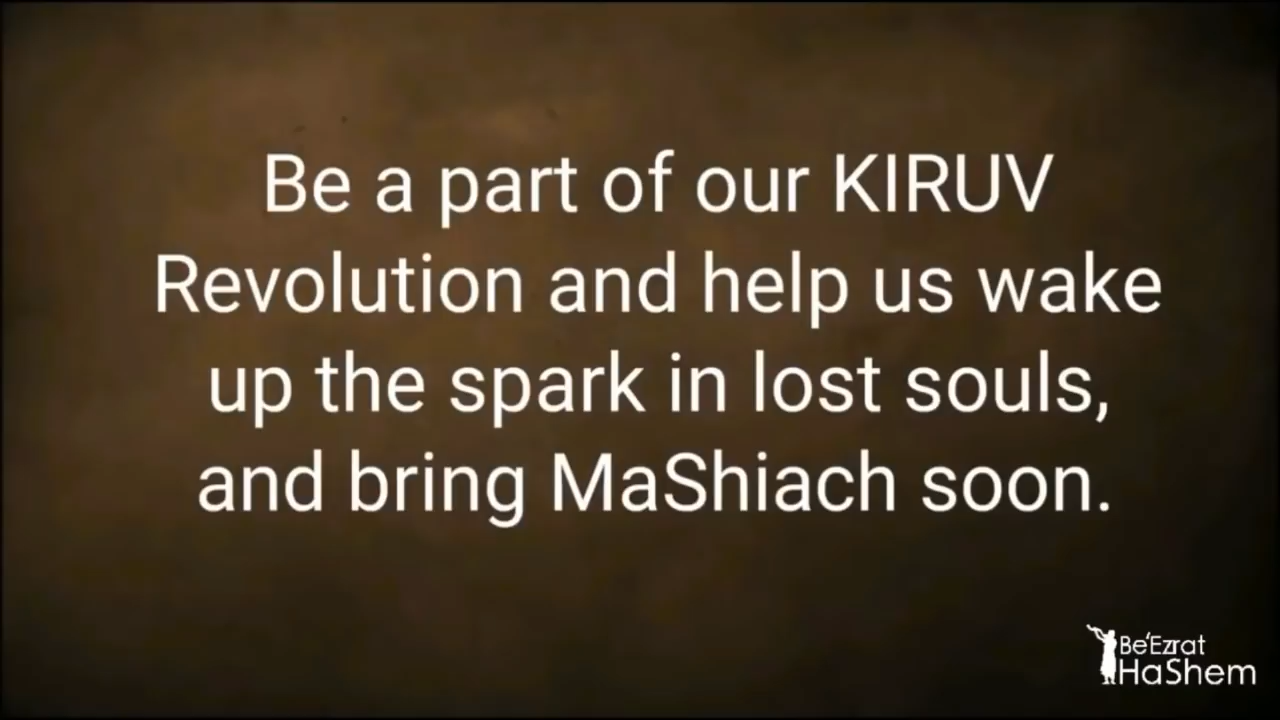 Be a part of our KIRUV
Revolution and help us wake
up the spark in lost souls,
and bring MaShiach soon.
Be'Ezrat
HaShem